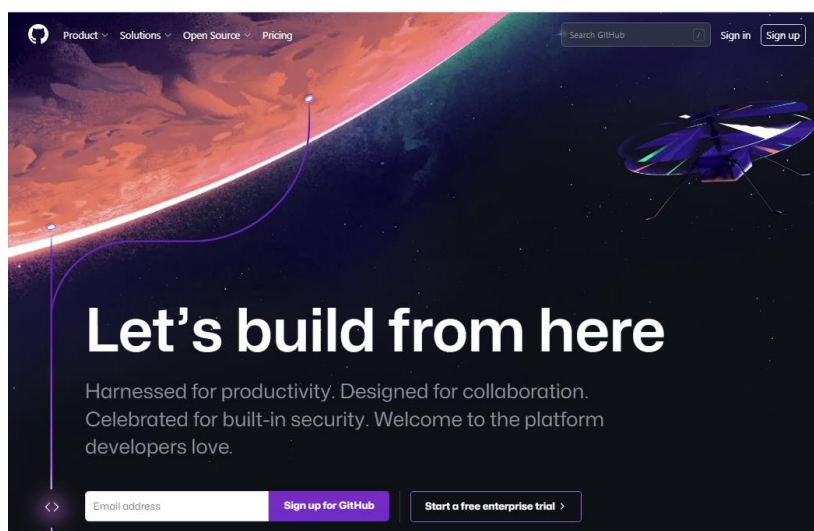 Product Solutions Open Source Pricing Search GitHub / Sign in Sign up
Let's build from here
Harnessed for productivity. Designed for collaboration.
Celebrated for built-in security. Welcome to the platform
developers love.
Email address Sign up for GitHub Start a free enterprise trial >